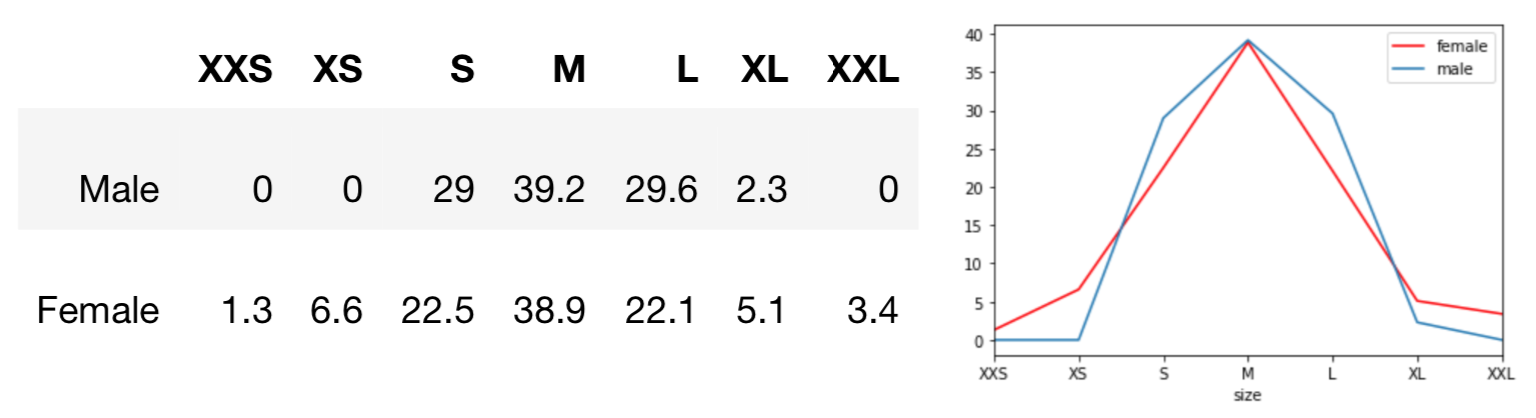 XXS XS S M L XL XXL
Male 0 0 29 39.2 29.6 2.3 0
Female 1.3 6.6 22.5 38.9 22.1 5.1 3.4
female
male
40
35
30
25
20
15
10
5
0
XXS XS S M L XL XXL
size